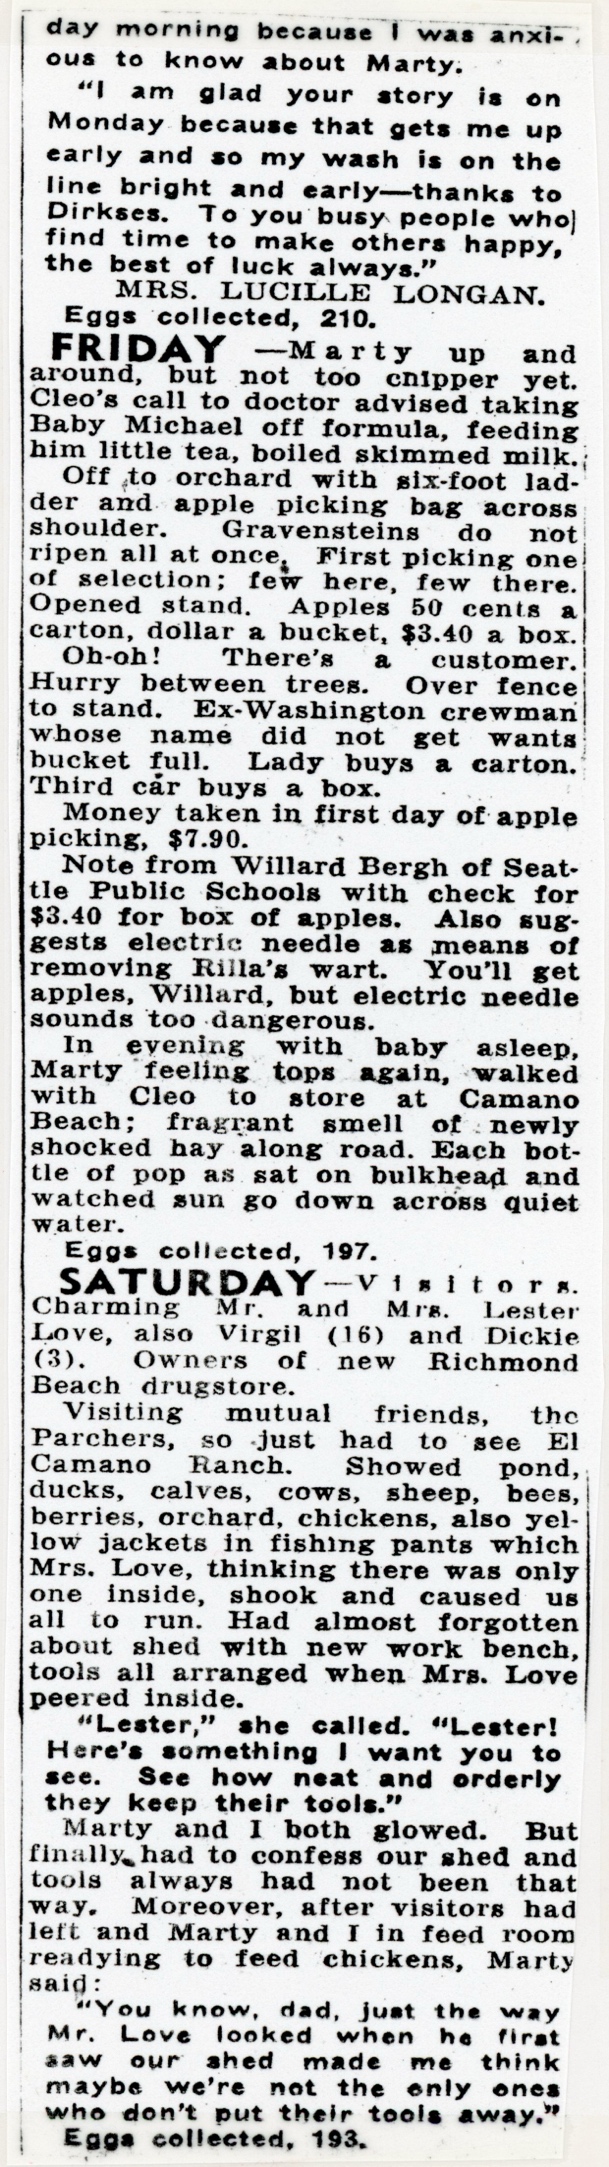 day morning because I was anxi-
ous to know about Marty.
"I am glad your story is on
Monday because that gets me up
early and so my wash is on the
line bright and early—thanks to
Dirkses. To you busy people who
find time to make others happy,
the best of luck always."
MRS. LUCILLE LONGAN.
Eggs collected, 210.
FRIDAY —Marty up and
around, but not too chipper yet.
Cleo's call to doctor advised taking
Baby Michael off formula, feeding
him little tea, boiled skimmed milk.
Off to orchard with six-foot lad-
der and apple picking bag across
shoulder. Gravensteins do not
ripen all at once. First picking one
of selection; few here, few there.
Opened stand. Apples 50 cents a
carton, dollar a bucket, $3.40 a box.
Oh-oh! There's a customer.
Hurry between trees. Over fence
to stand. Ex-Washington crewman
whose name did not get wants
bucket full. Lady buys a carton.
Third car buys a box.
Money taken in first day of apple
picking, $7.90.
Note from Willard Bergh of Seat-
tle Public Schools with check for
$3.40 for box of apples. Also sug-
gests electric needle as means of
removing Rilla's wart. You'll get
apples, Willard, but electric needle
sounds too dangerous.
In evening with baby asleep,
Marty feeling tops again, walked
with Cleo to store at Camano
Beach; fragrant smell of newly
shocked hay along road. Each bot-
tle of pop as sat on bulkhead and
watched sun go down across quiet
water.
Eggs collected, 197.
SATURDAY—Visitors.
Charming Mr. and Mrs. Lester
Love, also Virgil (16) and Dickie
(3). Owners of new Richmond
Beach drugstore.
Visiting mutual friends, the
Parchers, so just had to see El
Camano Ranch. Showed pond,
ducks, calves, cows, sheep, bees,
berries, orchard, chickens, also yel-
low jackets in fishing pants which
Mrs. Love, thinking there was only
one inside, shook and caused us
all to run. Had almost forgotten
about shed with new work bench,
tools all arranged when Mrs. Love
peered inside.
"Lester," she called. "Lester!
Here's something I want you to
see. See how neat and orderly
they keep their tools."
Marty and I both glowed. But
finally had to confess our shed and
tools always had not been that
way. Moreover, after visitors had
left and Marty and I in feed room
readying to feed chickens, Marty
said:
"You know, dad, just the way
Mr. Love looked when he first
saw our shed made me think
maybe we're not the only ones
who don't put their tools away."
Eggs collected, 193.